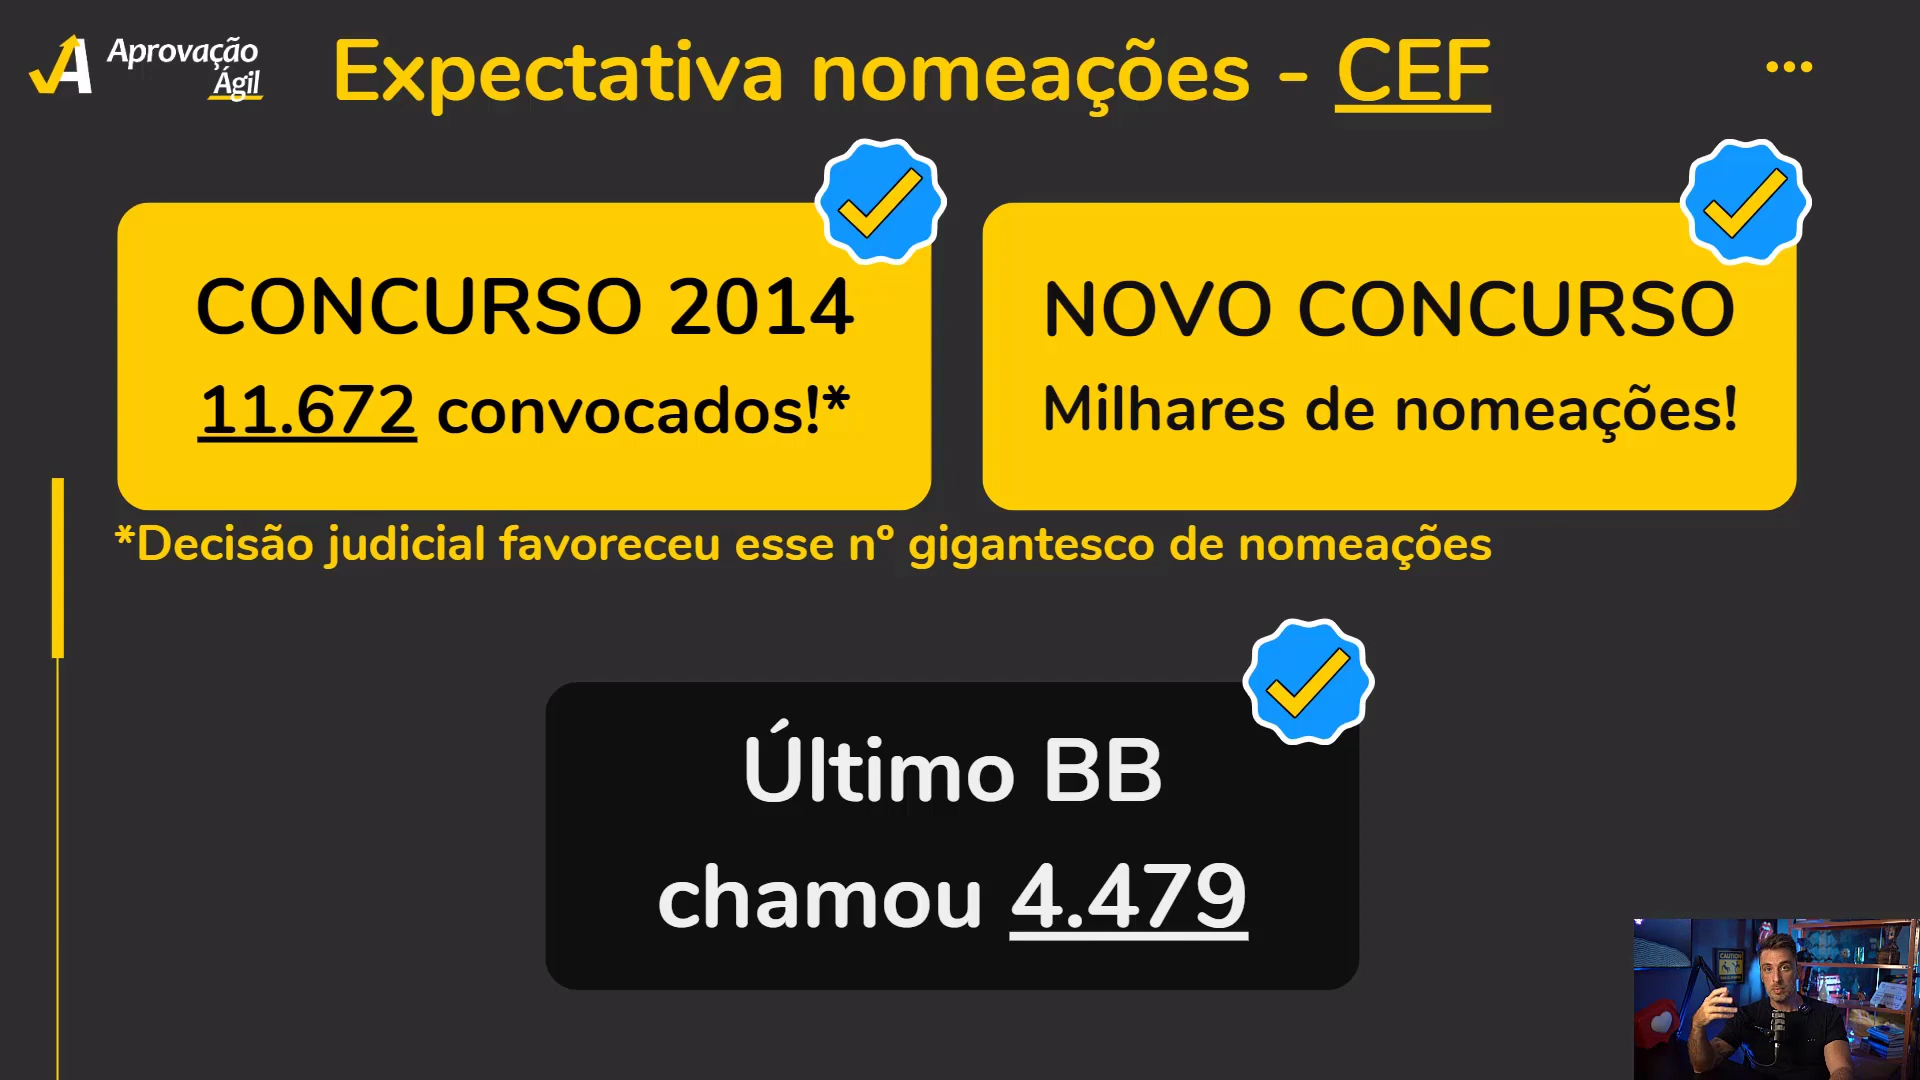 Aprovação
Ágil
Expectativa nomeações - CEF
CONCURSO 2014
11.672 convocados!*
NOVO CONCURSO
Milhares de nomeações!
*Decisão judicial favoreceu esse nº gigantesco de nomeações
Último BB
chamou 4.479
CAUTION